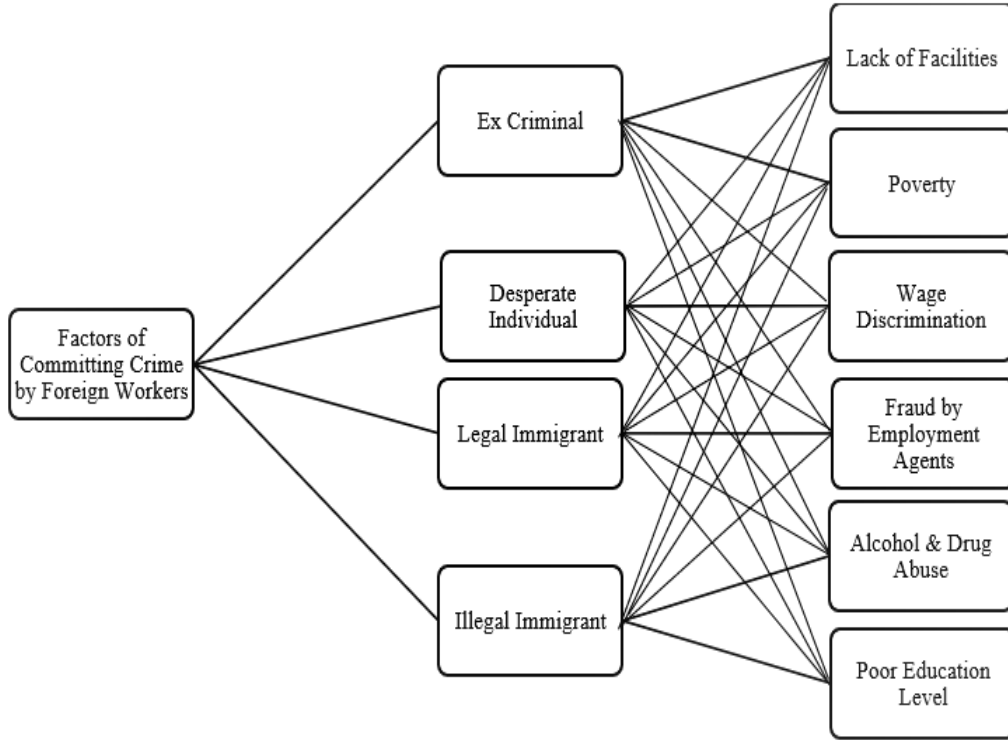 Factors of
Committing Crime
by Foreign Workers
Ex Criminal
Desperate
Individual
Legal Immigrant
Illegal Immigrant
Lack of Facilities
Poverty
Wage
Discrimination
Fraud by
Employment
Agents
Alcohol & Drug
Abuse
Poor Education
Level